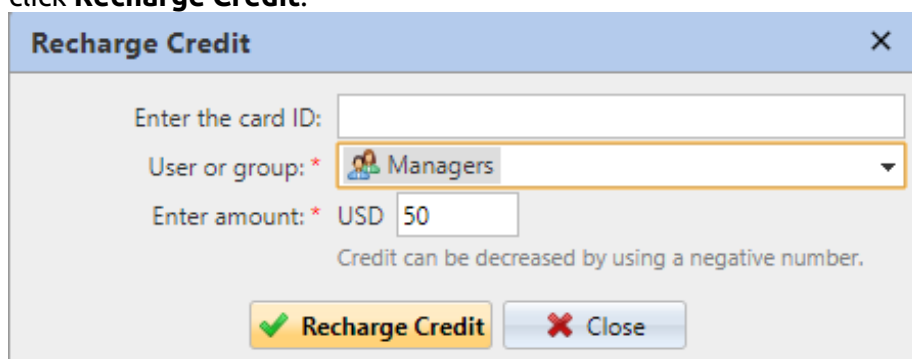 click Recharge Credit.
Recharge Credit
Enter the card ID:
User or group: * Managers
Enter amount: * USD 50
Credit can be decreased by using a negative number.
Recharge Credit Close